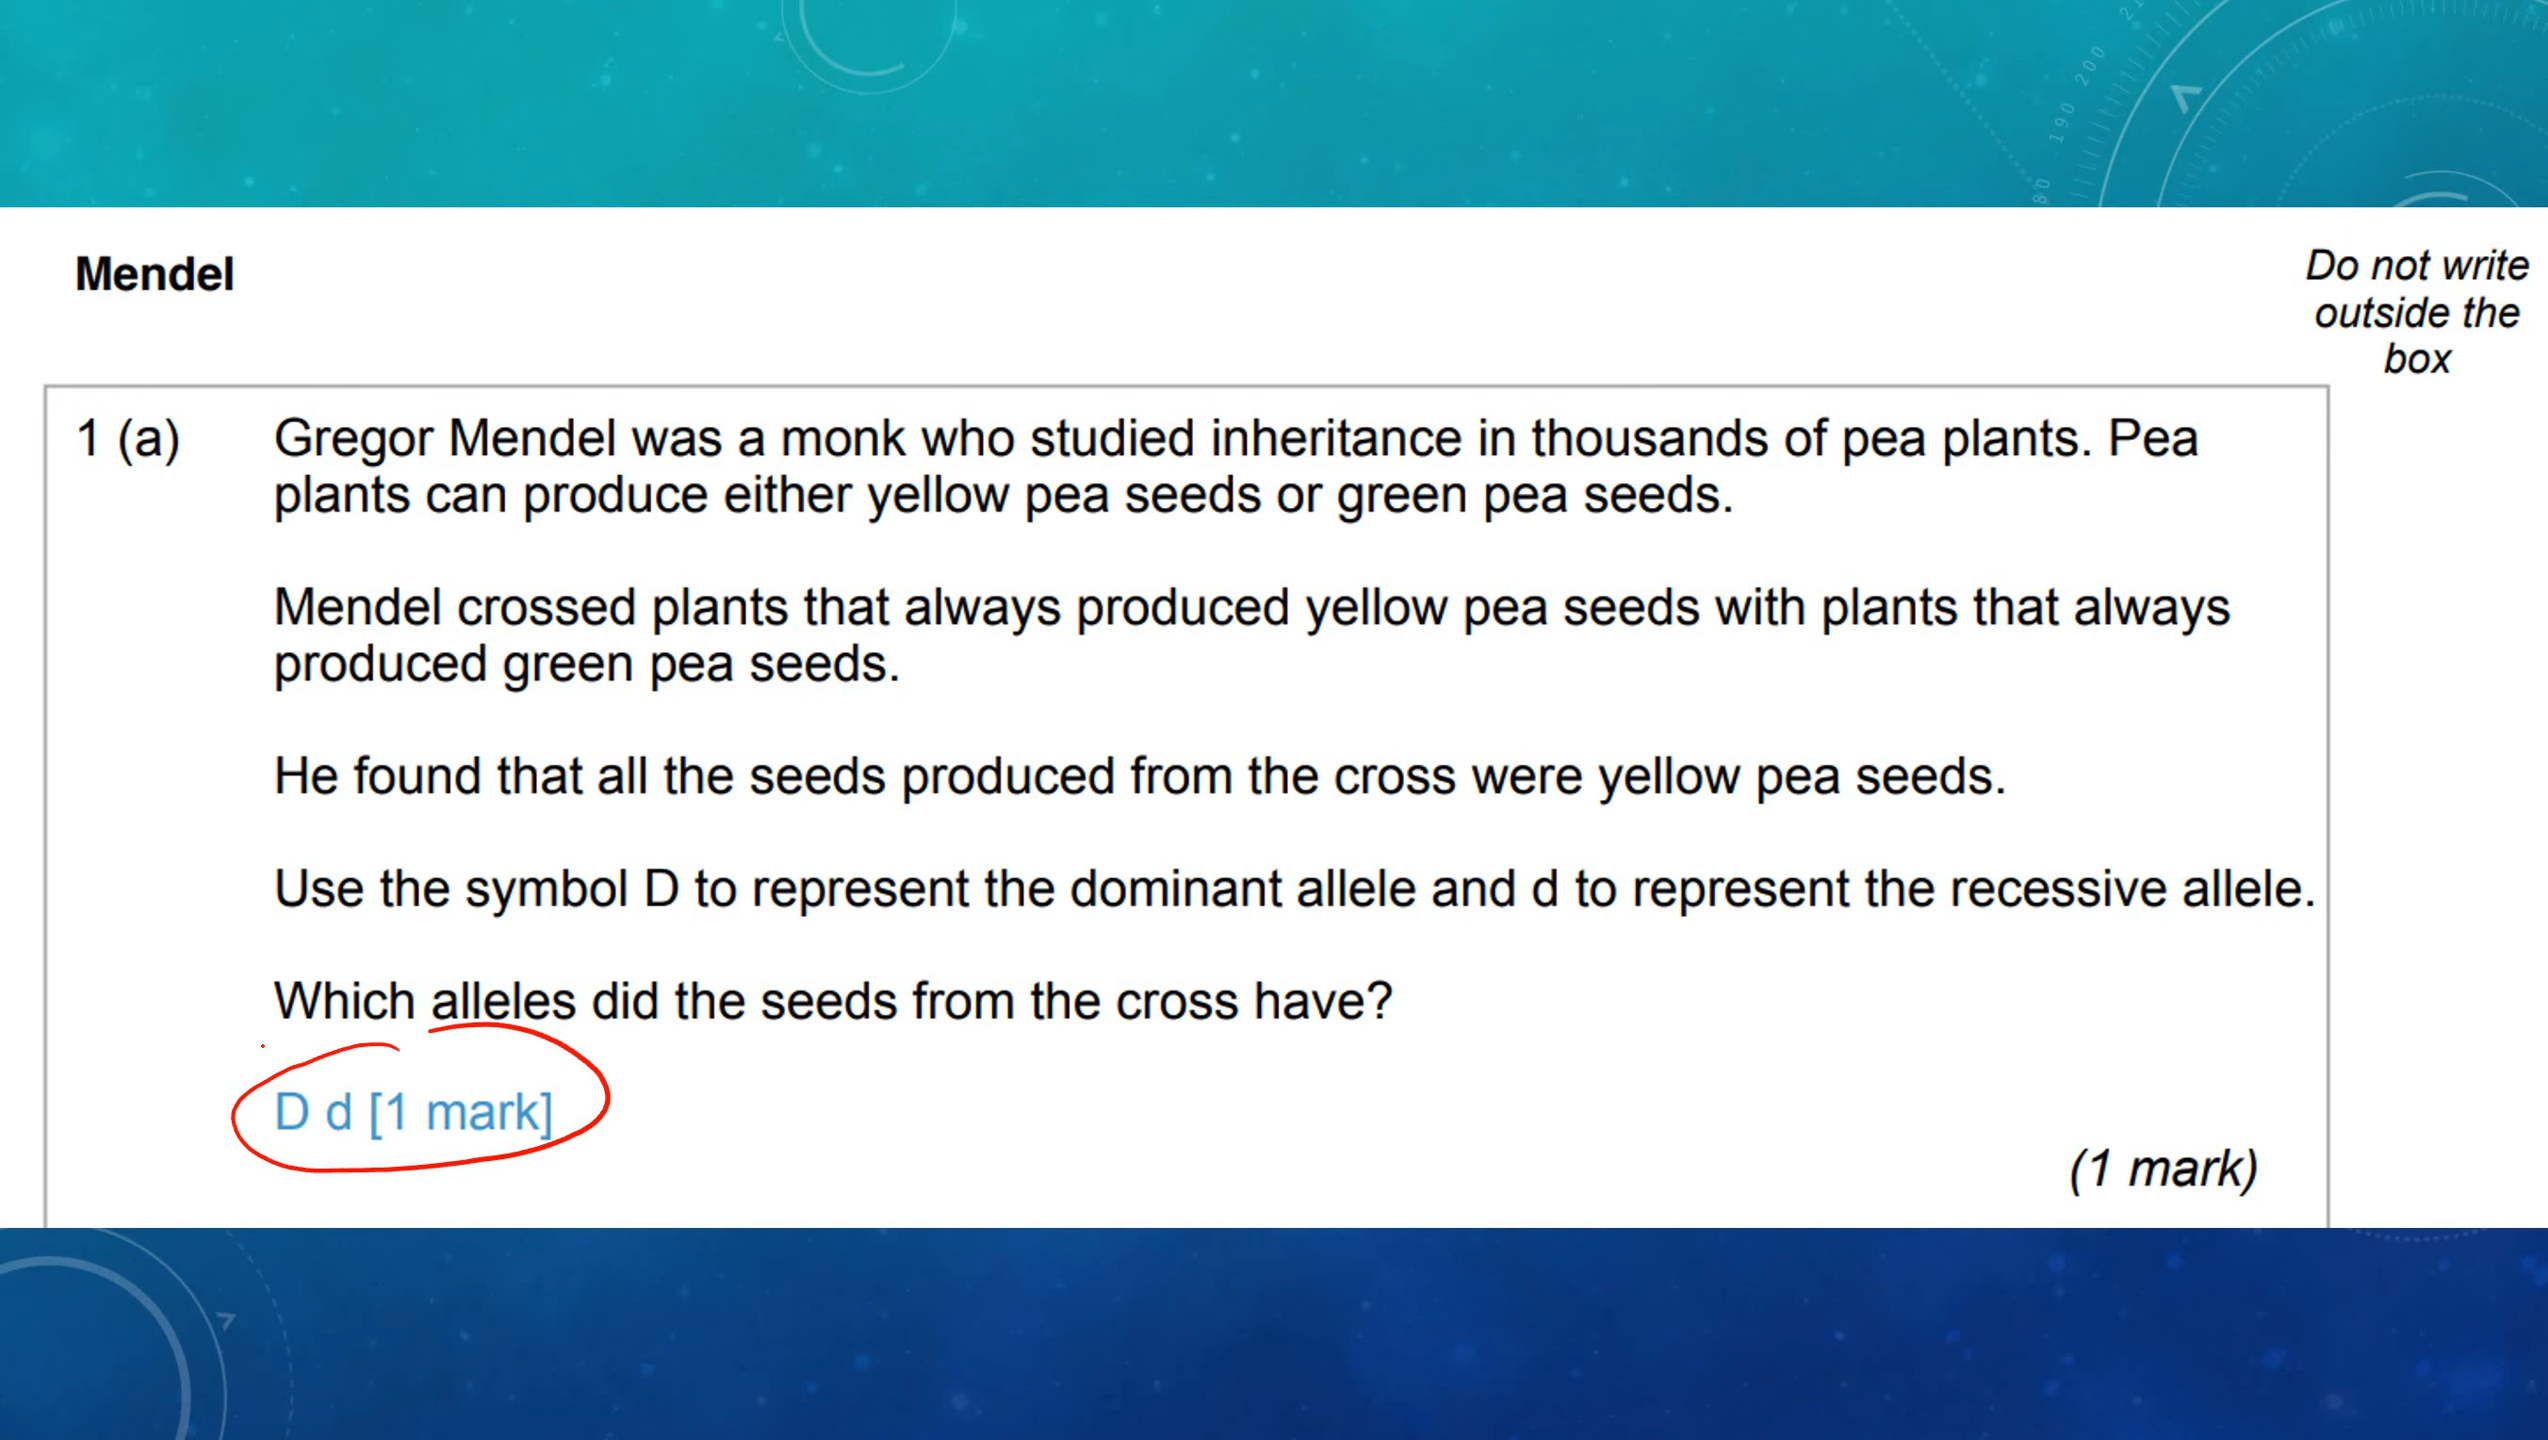 Mendel
Do not write
outside the
box
1 (a)
Gregor Mendel was a monk who studied inheritance in thousands of pea plants. Pea
plants can produce either yellow pea seeds or green pea seeds.
Mendel crossed plants that always produced yellow pea seeds with plants that always
produced green pea seeds.
He found that all the seeds produced from the cross were yellow pea seeds.
Use the symbol D to represent the dominant allele and d to represent the recessive allele.
Which alleles did the seeds from the cross have?
D d [1 mark]
(1 mark)
190 200